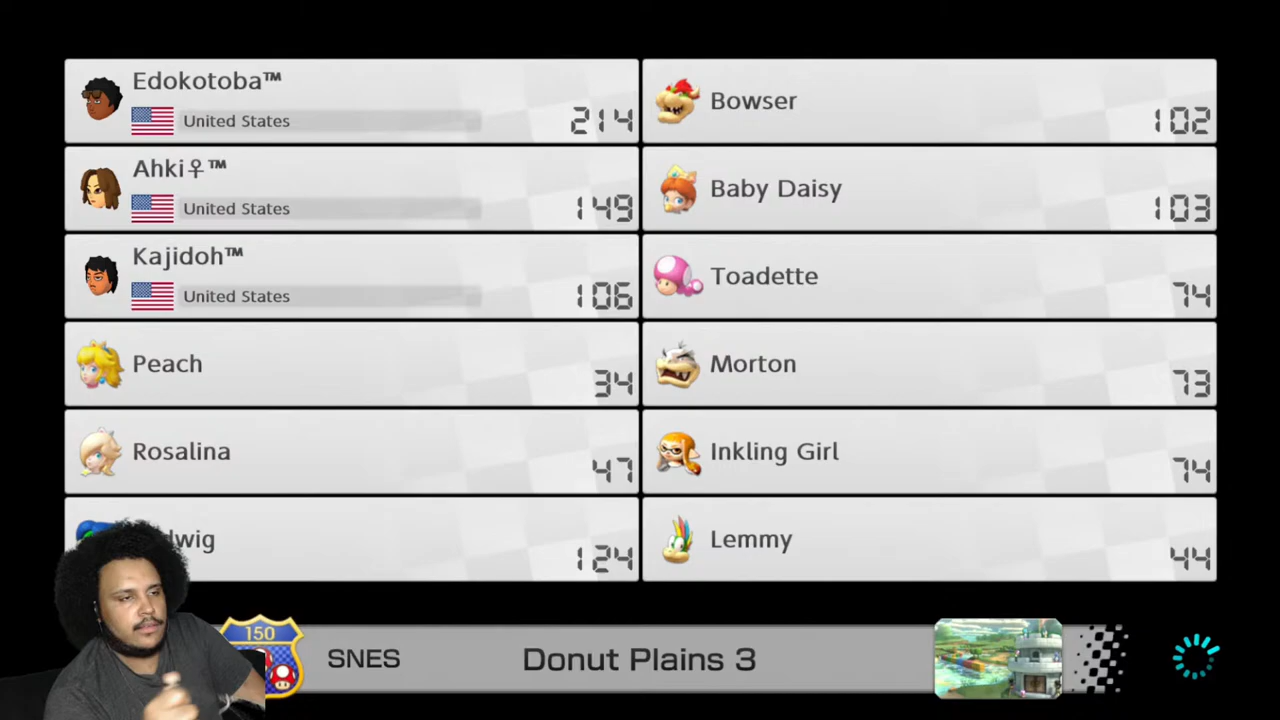 Edokotoba™
United States
214
Ahki♀™
United States
149
Kajidoh™
United States
106
Peach
34
Rosalina
47
wig
124
Bowser
102
Baby Daisy
103
Toadette
74
Morton
73
Inkling Girl
74
Lemmy
44
150
SNES
Donut Plains 3